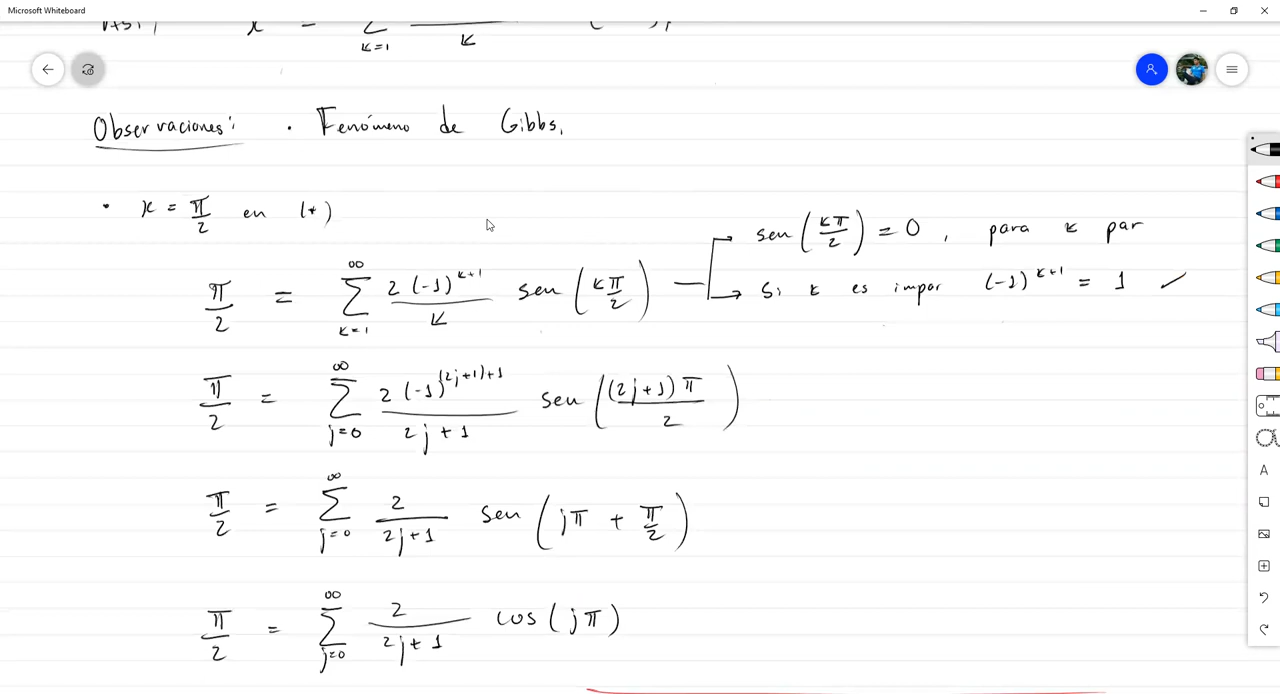 Microsoft Whiteboard
Así, x = Σ k=1 k
Observaciones: · Fenómeno de Gibbs,
• x = π/2 en (*)
π/2 = Σ_{k=1}^{∞} 2(-1)^{k+1}/k sen(kπ/2) → sen(kπ/2) = 0, para k par
→ Si k es impar (-1)^{k+1} = 1 ✓
π/2 = Σ_{j=0}^{∞} 2(-1)^{(2j+1)+1}/(2j+1) sen((2j+1)π/2)
π/2 = Σ_{j=0}^{∞} 2/(2j+1) sen(jπ + π/2)
π/2 = Σ_{j=0}^{∞} 2/(2j+1) cos(jπ)